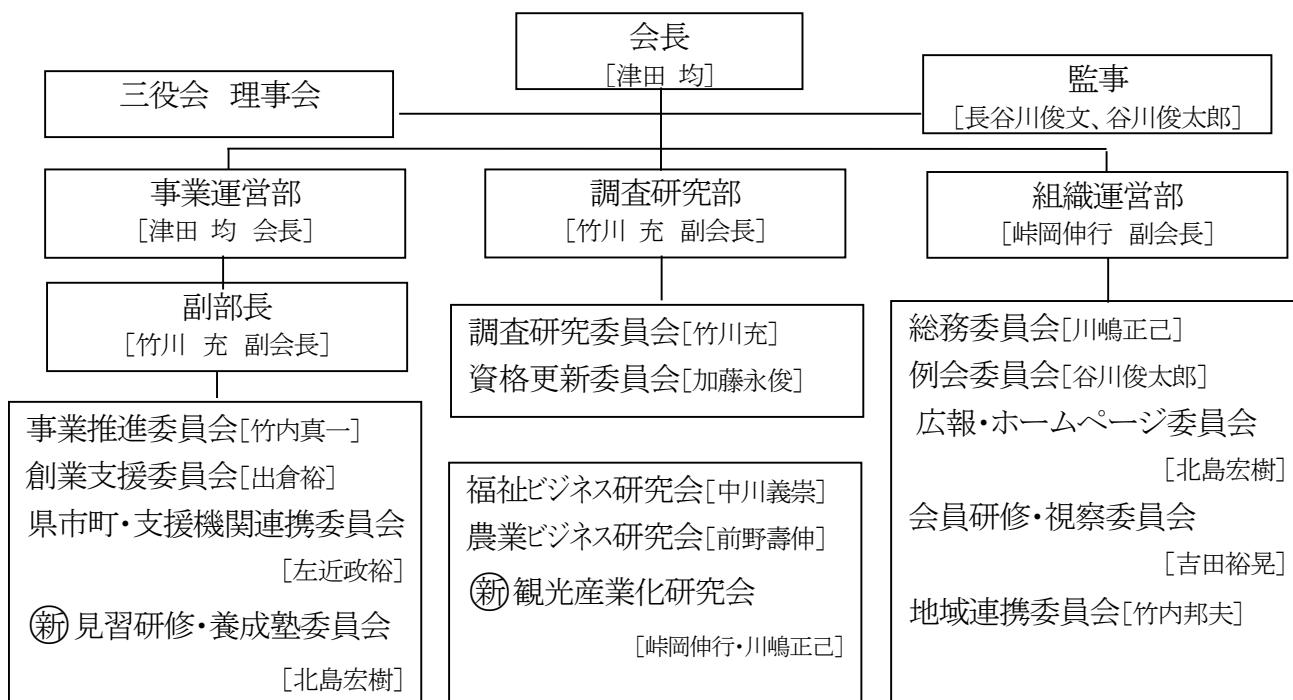 会長
[津田 均]
三役会 理事会
監事
[長谷川俊文、谷川俊太郎]
事業運営部
[津田 均 会長]
調査研究部
[竹川 充 副会長]
組織運営部
[峠岡伸行 副会長]
副部長
[竹川 充 副会長]
事業推進委員会[竹内真一]
創業支援委員会[出倉裕]
県市町・支援機関連携委員会
[左近政裕]
㊟見習研修・養成塾委員会
[北島宏樹]
調査研究委員会[竹川充]
資格更新委員会[加藤永俊]
福祉ビジネス研究会[中川義崇]
農業ビジネス研究会[前野壽伸]
新 観光産業化研究会
[峠岡伸行・川嶋正己]
総務委員会[川嶋正己]
例会委員会[谷川俊太郎]
広報・ホームページ委員会
[北島宏樹]
会員研修・視察委員会
[吉田裕晃]
地域連携委員会[竹内邦夫]